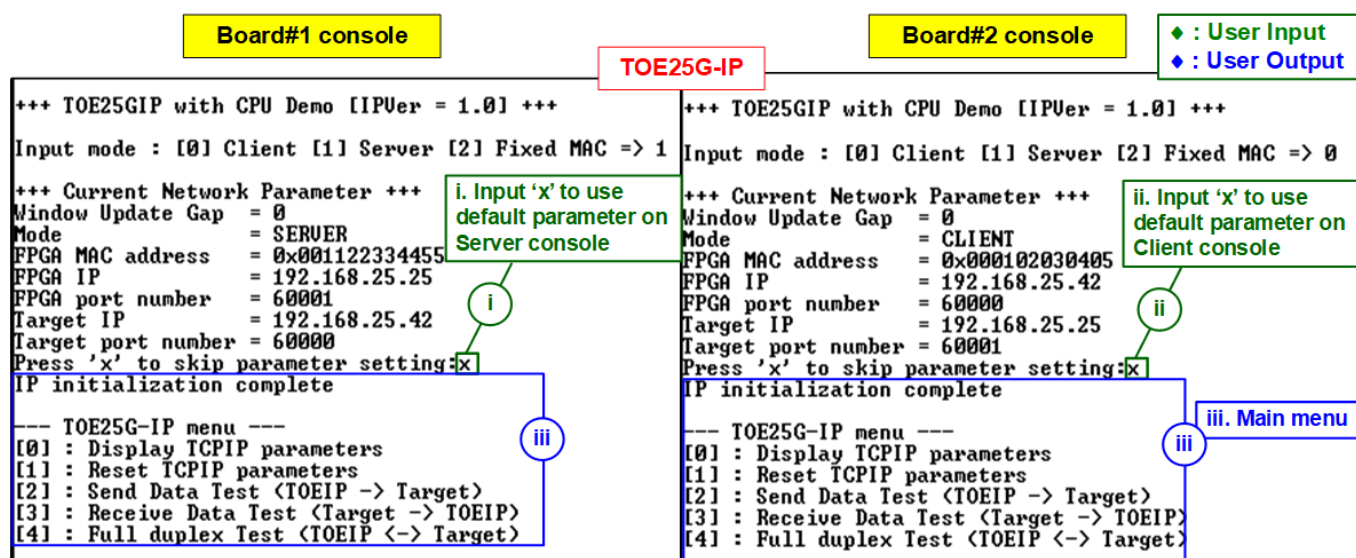 Board#1 console
Board#2 console
♦ : User Input
♦ : User Output
TOE25G-IP
+++ TOE25GIP with CPU Demo [IPVer = 1.0] +++
Input mode : [0] Client [1] Server [2] Fixed MAC => 1
+++ Current Network Parameter +++
Window Update Gap = 0
Mode = SERVER
FPGA MAC address = 0x001122334455
FPGA IP = 192.168.25.25
FPGA port number = 60001
Target IP = 192.168.25.42
Target port number = 60000
Press 'x' to skip parameter setting:x
IP initialization complete
--- TOE25G-IP menu ---
[0] : Display TCPIP parameters
[1] : Reset TCPIP parameters
[2] : Send Data Test (TOEIP -> Target)
[3] : Receive Data Test (Target -> TOEIP)
[4] : Full duplex Test (TOEIP <-> Target)
i. Input ‘x’ to use
default parameter on
Server console
i
iii
+++ TOE25GIP with CPU Demo [IPVer = 1.0] +++
Input mode : [0] Client [1] Server [2] Fixed MAC => 0
+++ Current Network Parameter +++
Window Update Gap = 0
Mode = CLIENT
FPGA MAC address = 0x000102030405
FPGA IP = 192.168.25.42
FPGA port number = 60000
Target IP = 192.168.25.25
Target port number = 60001
Press 'x' to skip parameter setting:x
IP initialization complete
--- TOE25G-IP menu ---
[0] : Display TCPIP parameters
[1] : Reset TCPIP parameters
[2] : Send Data Test (TOEIP -> Target)
[3] : Receive Data Test (Target -> TOEIP)
[4] : Full duplex Test (TOEIP <-> Target)
ii. Input ‘x’ to use
default parameter on
Client console
ii
iii
iii. Main menu